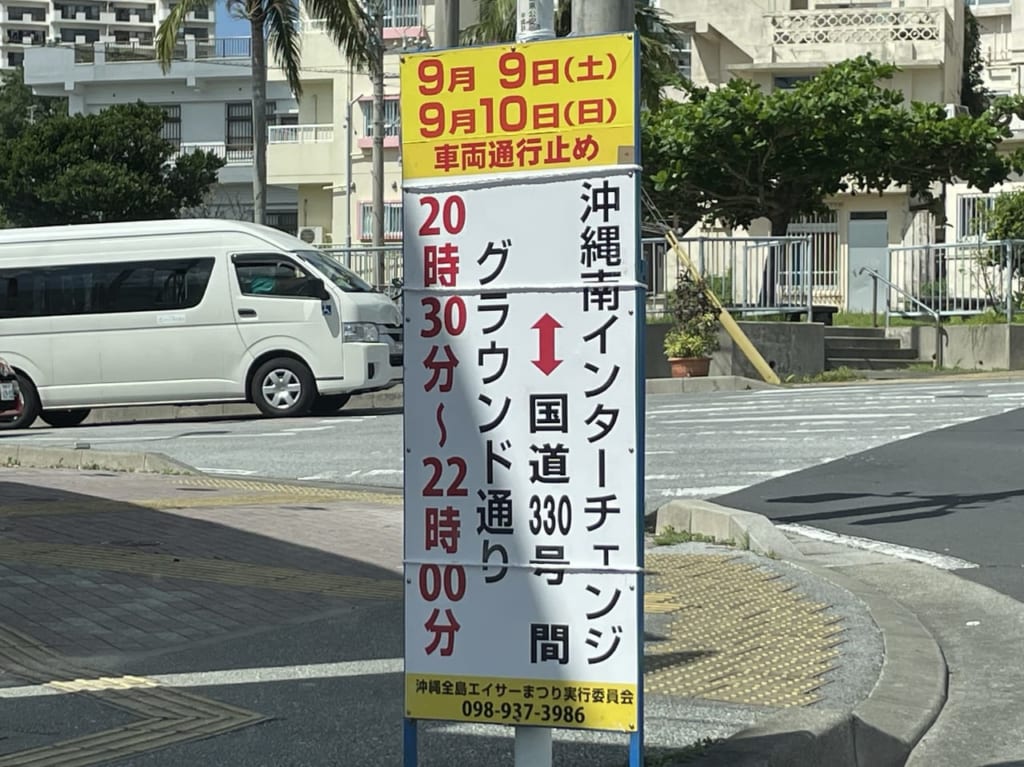 9月 9日(土)
9月10日(日)
車両通行止め
沖縄南インターチェンジ
↕国道330号 間
グラウンド通り
20時30分~22時00分
沖縄全島エイサーまつり実行委員会
098-937-3986